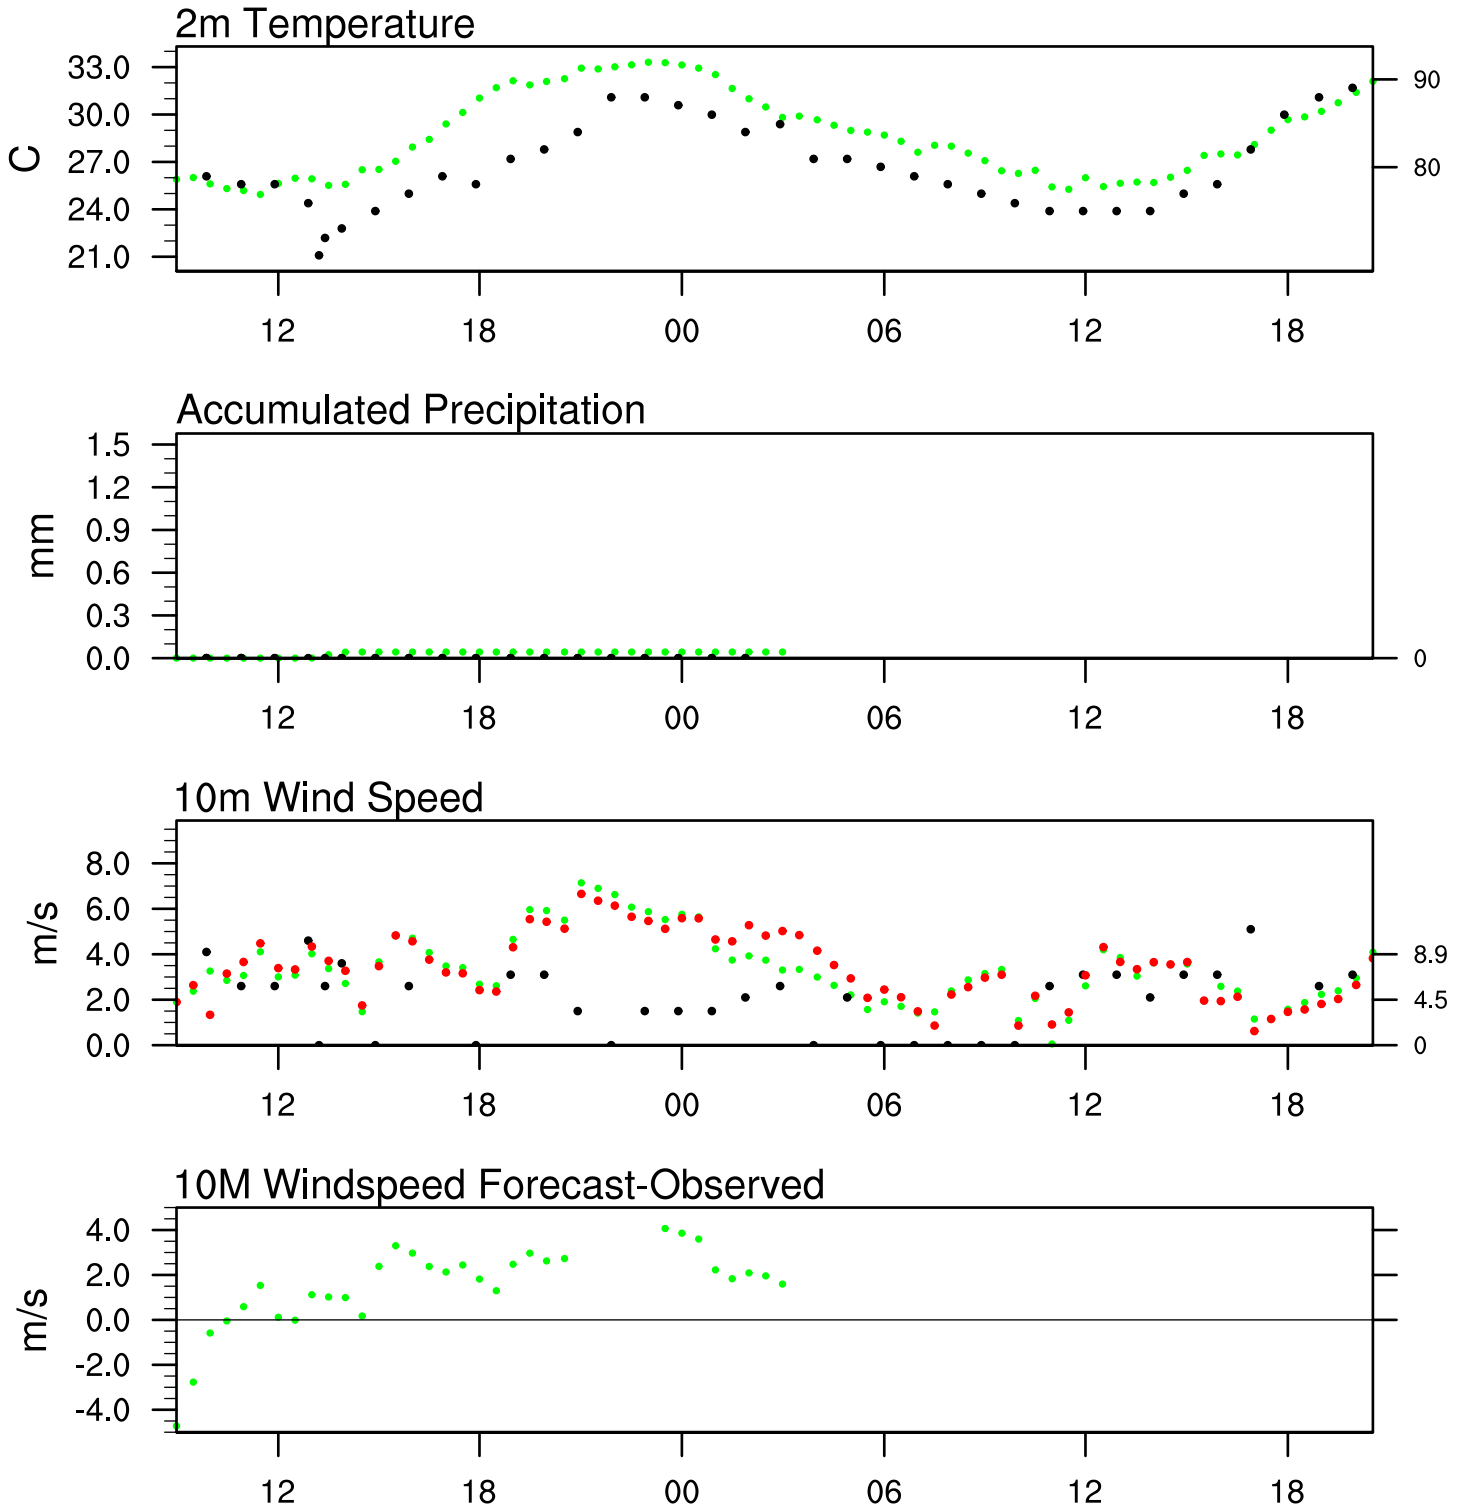 2m Temperature
33.0
30.0
27.0
24.0
21.0
C
90
80
12 18 00 06 12 18
Accumulated Precipitation
1.5
1.2
0.9
0.6
0.3
0.0
mm
0
12 18 00 06 12 18
10m Wind Speed
8.0
6.0
4.0
2.0
0.0
m/s
8.9
4.5
0
12 18 00 06 12 18
10M Windspeed Forecast-Observed
4.0
2.0
0.0
-2.0
-4.0
m/s
12 18 00 06 12 18